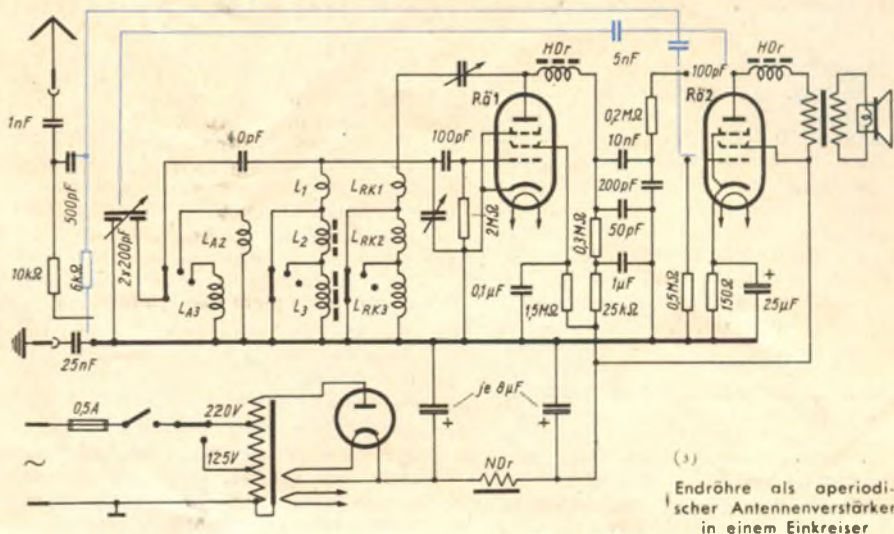 5nF
HDr
HDr
100pF
Rö1
Rö2
1nF
0,2MΩ
40pF
100pF
10nF
500pF
200pF
L1
LRK1
2x200pF
LA2
L2
LRK2
2MΩ
50pF
0,3MΩ
10kΩ
6kΩ
LA3
L3
LRK3
0,1µF
1,5MΩ
1µF
25kΩ
0,5MΩ
150Ω
25µF
+
25nF
0,5A
220V
125V
je 8µF
+
+
~
NDr
(3)
Endröhre als aperiodi-
scher Antennenverstärker
in einem Einkreiser